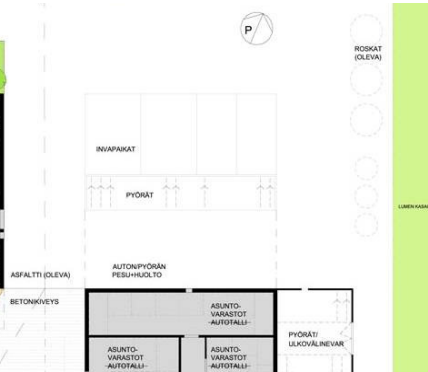 P
ROSKAT
(OLEVA)
INVAPAIKAT
PYÖRÄT
LUMEN KASAU
ASFALTTI (OLEVA)
AUTON/PYÖRÄN
PESU+HUOLTO
BETONIKIVEYS
ASUNTO-
VARASTOT
AUTOTALLI
PYÖRÄT/
ULKOVÄLINEVAR
ASUNTO-
VARASTOT
AUTOTALLI
ASUNTO-
VARASTOT
AUTOTALLI